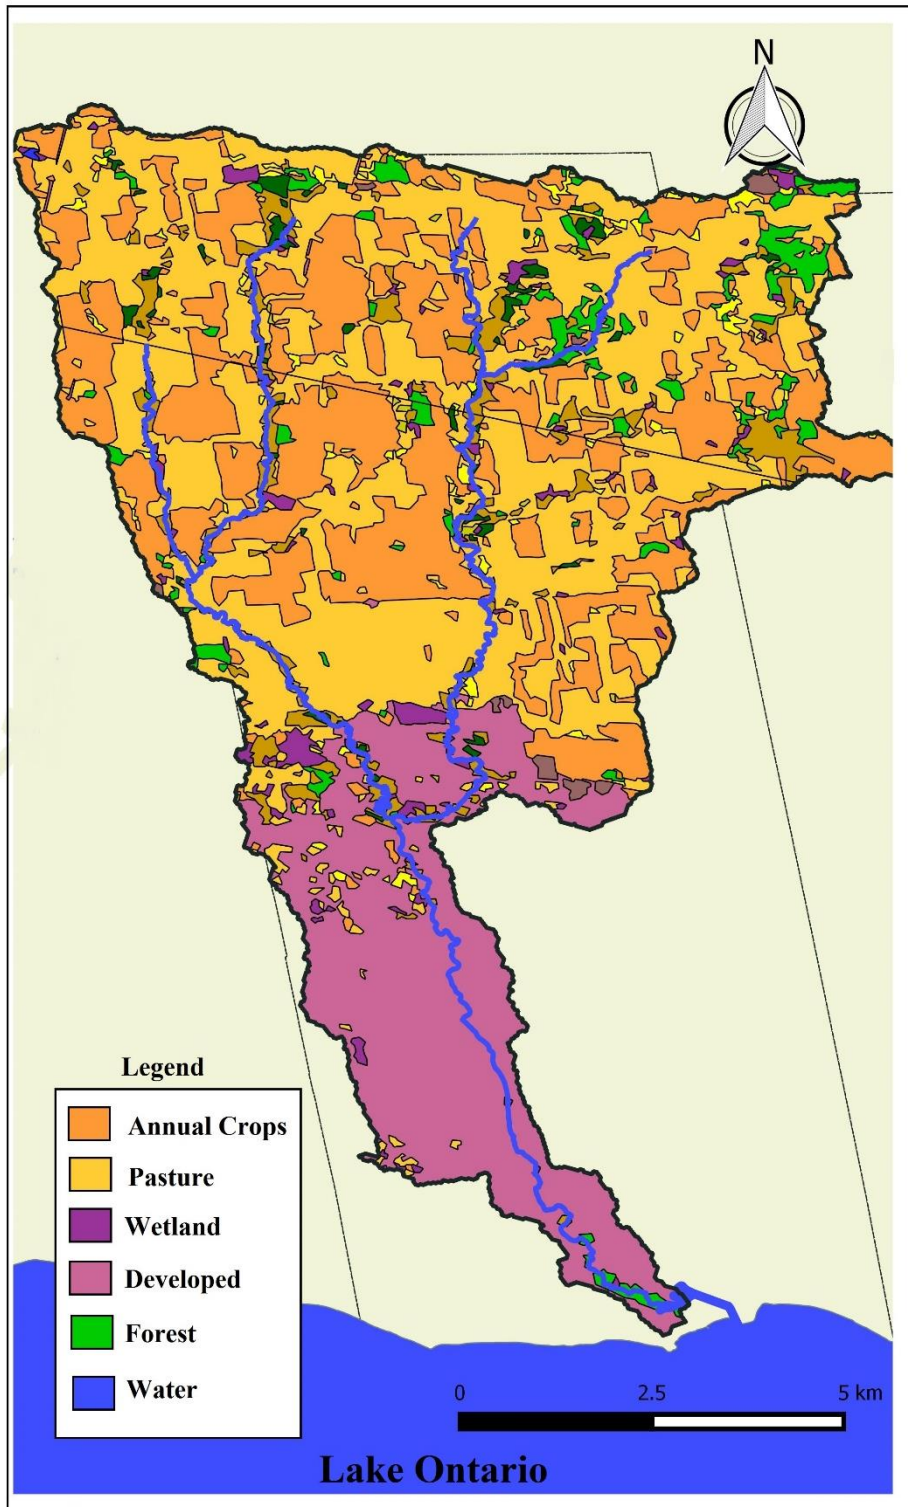 N
Legend
Annual Crops
Pasture
Wetland
Developed
Forest
Water
0 2.5 5 km
Lake Ontario